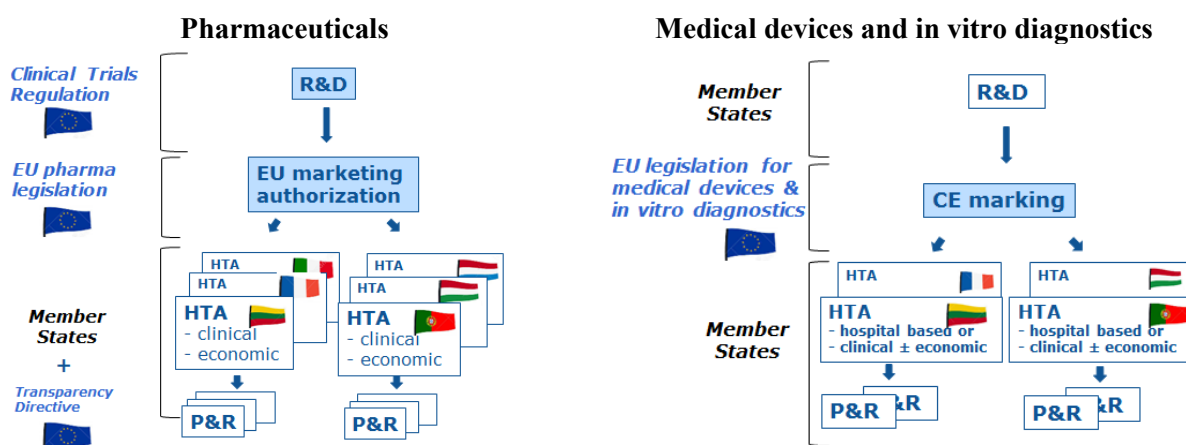 Pharmaceuticals
Clinical Trials
Regulation
R&D
EU pharma
legislation
EU marketing
authorization
HTA
HTA
HTA
- clinical
- economic
HTA
HTA
HTA
- clinical
- economic
Member
States
+
Transparency
Directive
P&R
P&R
Medical devices and in vitro diagnostics
Member
States
R&D
EU legislation for
medical devices &
in vitro diagnostics
CE marking
HTA
HTA
- hospital based or
- clinical ± economic
HTA
HTA
- hospital based or
- clinical ± economic
Member
States
P&R
&R
P&R
&R